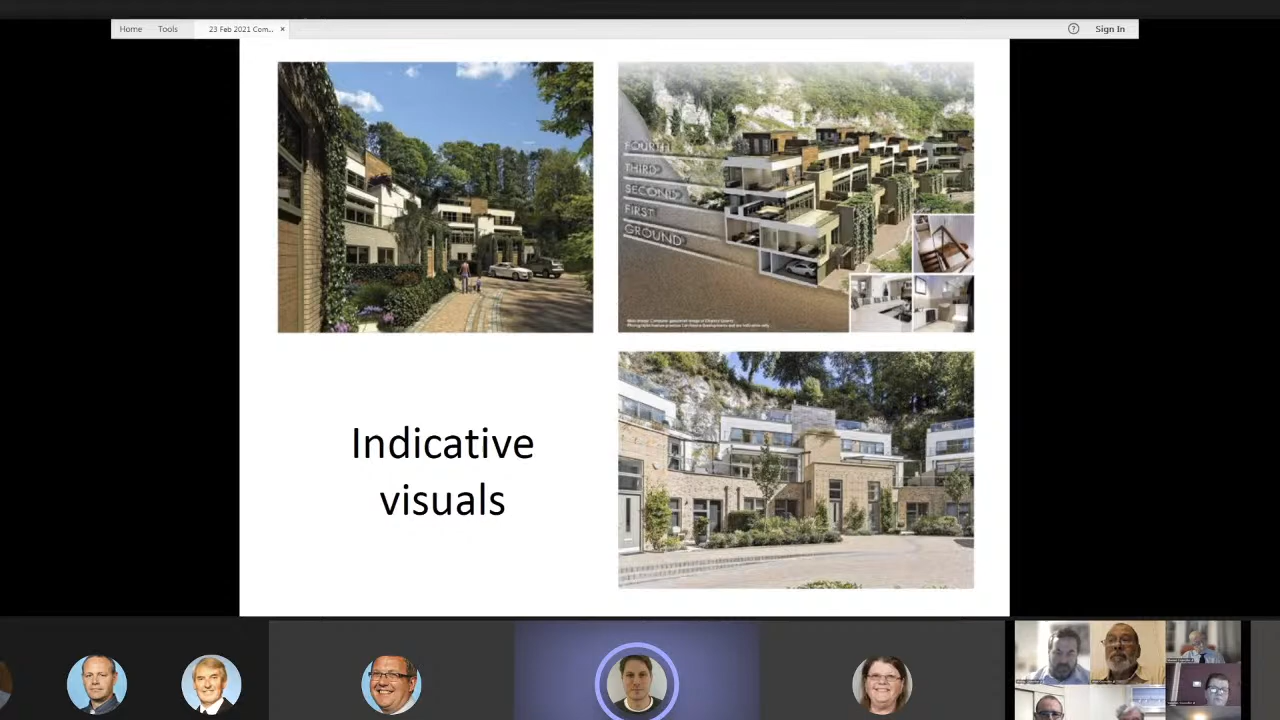 Home Tools 23 Feb 2021 Com... ×
? Sign In
FOURTH
THIRD
SECOND
FIRST
GROUND
Indicative
visuals